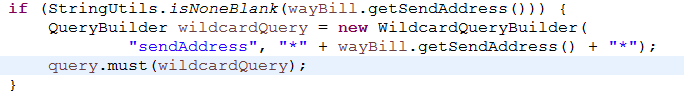 if (StringUtils.isNoneBlank(wayBill.getSendAddress())) {
QueryBuilder wildcardQuery = new WildcardQueryBuilder(
"sendAddress", "*" + wayBill.getSendAddress() + "*");
query.must(wildcardQuery);
}